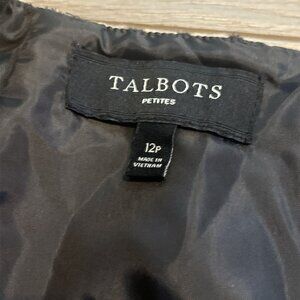 TALBOTS
PETITES
12P
MADE IN
VIETNAM